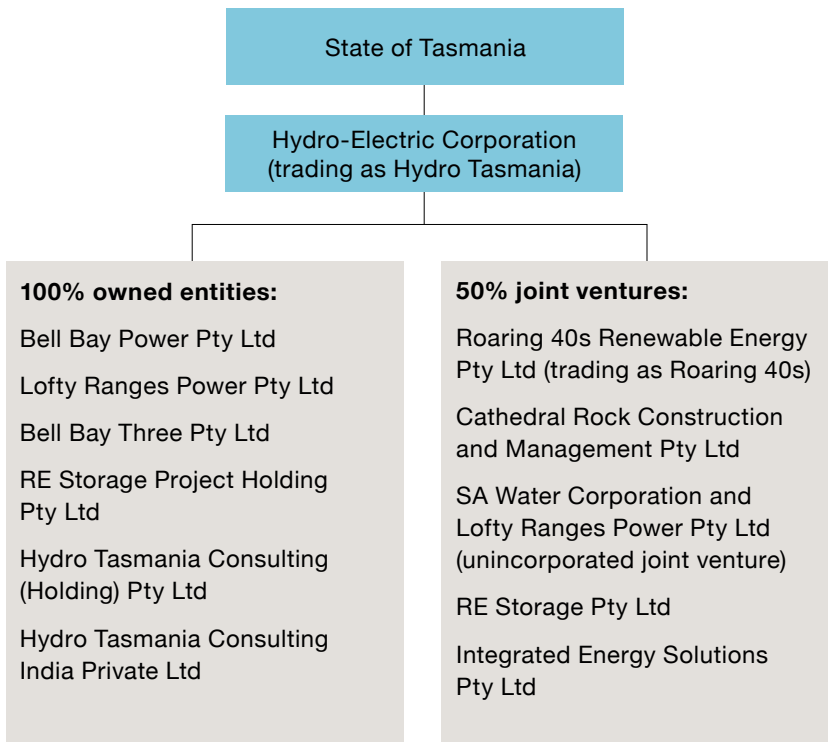 State of Tasmania
Hydro-Electric Corporation
(trading as Hydro Tasmania)
100% owned entities:
Bell Bay Power Pty Ltd
Lofty Ranges Power Pty Ltd
Bell Bay Three Pty Ltd
RE Storage Project Holding
Pty Ltd
Hydro Tasmania Consulting
(Holding) Pty Ltd
Hydro Tasmania Consulting
India Private Ltd
50% joint ventures:
Roaring 40s Renewable Energy
Pty Ltd (trading as Roaring 40s)
Cathedral Rock Construction
and Management Pty Ltd
SA Water Corporation and
Lofty Ranges Power Pty Ltd
(unincorporated joint venture)
RE Storage Pty Ltd
Integrated Energy Solutions
Pty Ltd